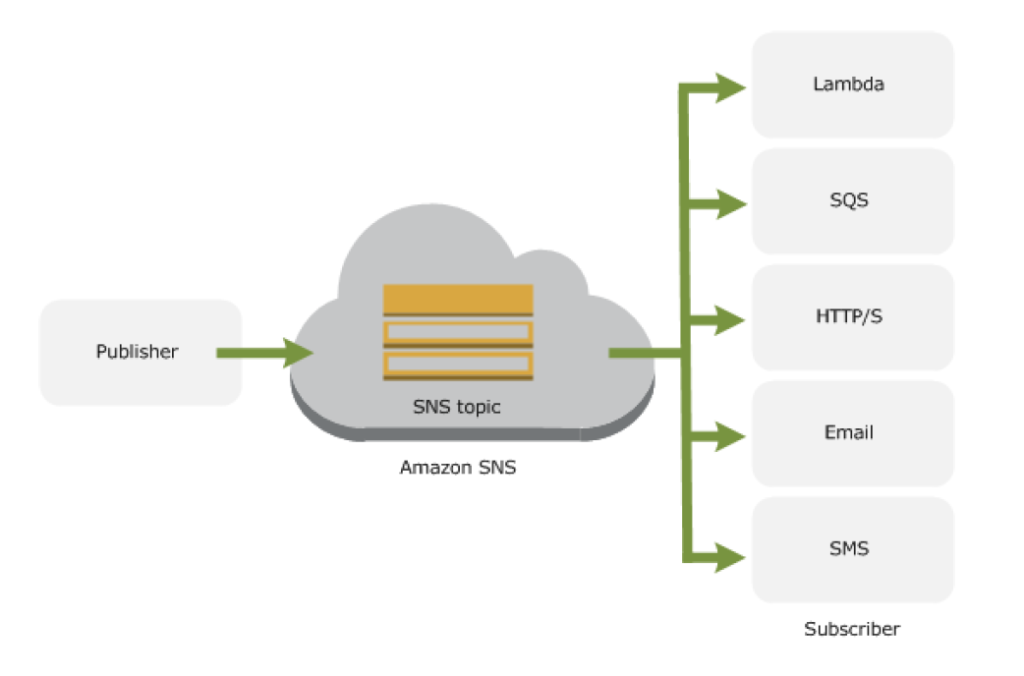 Publisher
SNS topic
Amazon SNS
Lambda
SQS
HTTP/S
Email
SMS
Subscriber